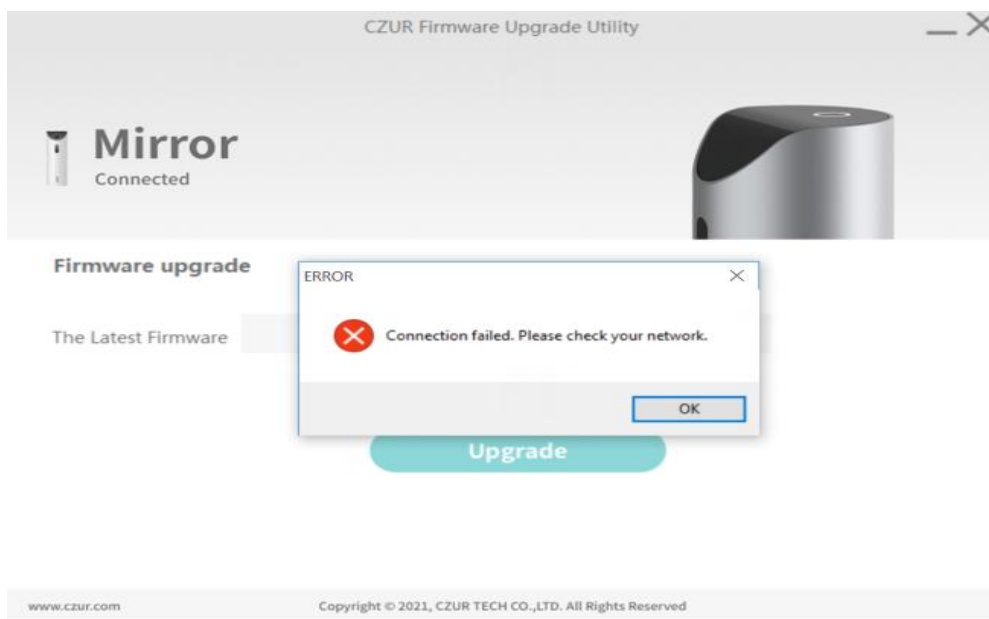 CZUR Firmware Upgrade Utility
Mirror
Connected
Firmware upgrade
ERROR
The Latest Firmware
Connection failed. Please check your network.
OK
Upgrade
www.czur.com
Copyright © 2021, CZUR TECH CO.,LTD. All Rights Reserved